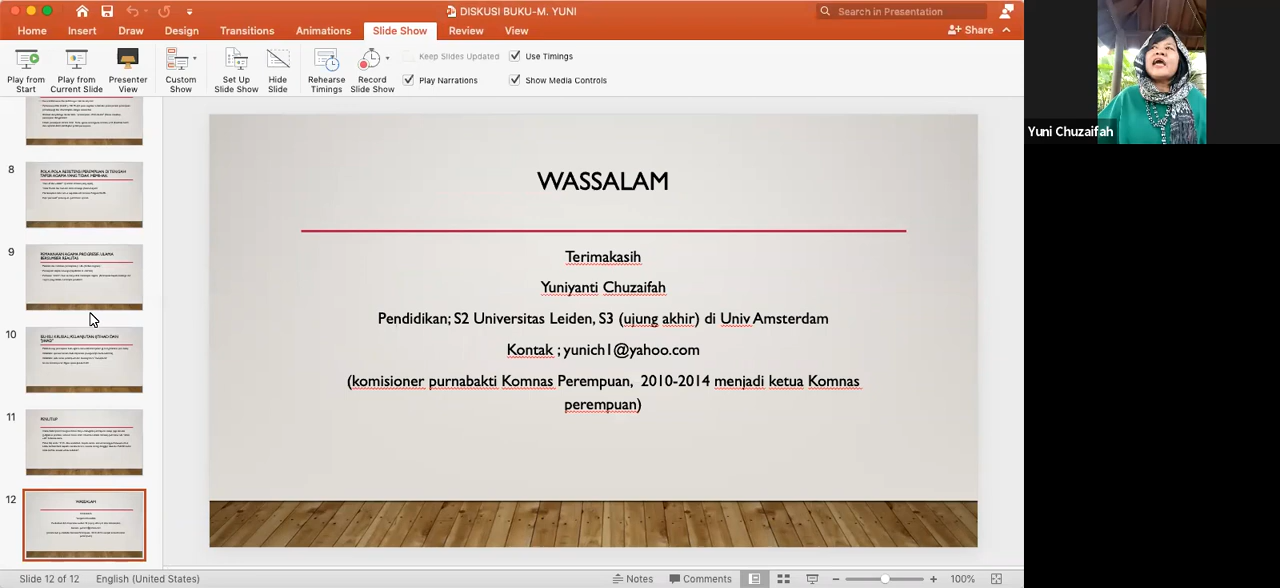 DISKUSI BUKU-M. YUNI
Search in Presentation
Home Insert Draw Design Transitions Animations Slide Show Review View
Share
Play from Start
Play from Current Slide
Presenter View
Custom Show
Set Up Slide Show
Hide Slide
Rehearse Timings
Record Slide Show
Keep Slides Updated
Use Timings
Play Narrations
Show Media Controls
Yuni Chuzaifah
8
9
10
11
PENUTUP
12
WASSALAM
WASSALAM
Terimakasih
Yuniyanti Chuzaifah
Pendidikan; S2 Universitas Leiden, S3 (ujung akhir) di Univ Amsterdam
Kontak ; yunich1@yahoo.com
(komisioner purnabakti Komnas Perempuan, 2010-2014 menjadi ketua Komnas
perempuan)
Slide 12 of 12 English (United States)
Notes Comments 100%